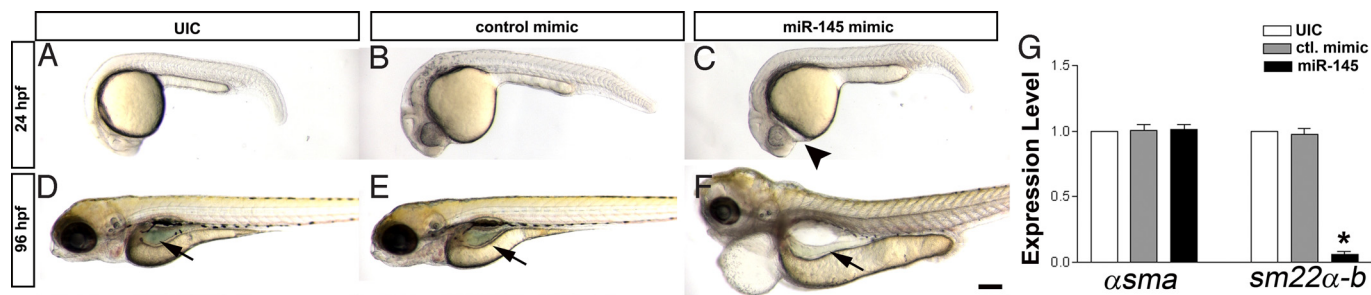 UIC
control mimic
miR-145 mimic
24 hpf
A
B
C
96 hpf
D
E
F
G
UIC
ctl. mimic
miR-145
Expression Level
1.5
1.0
0.5
0.0
*
αsma
sm22α-b